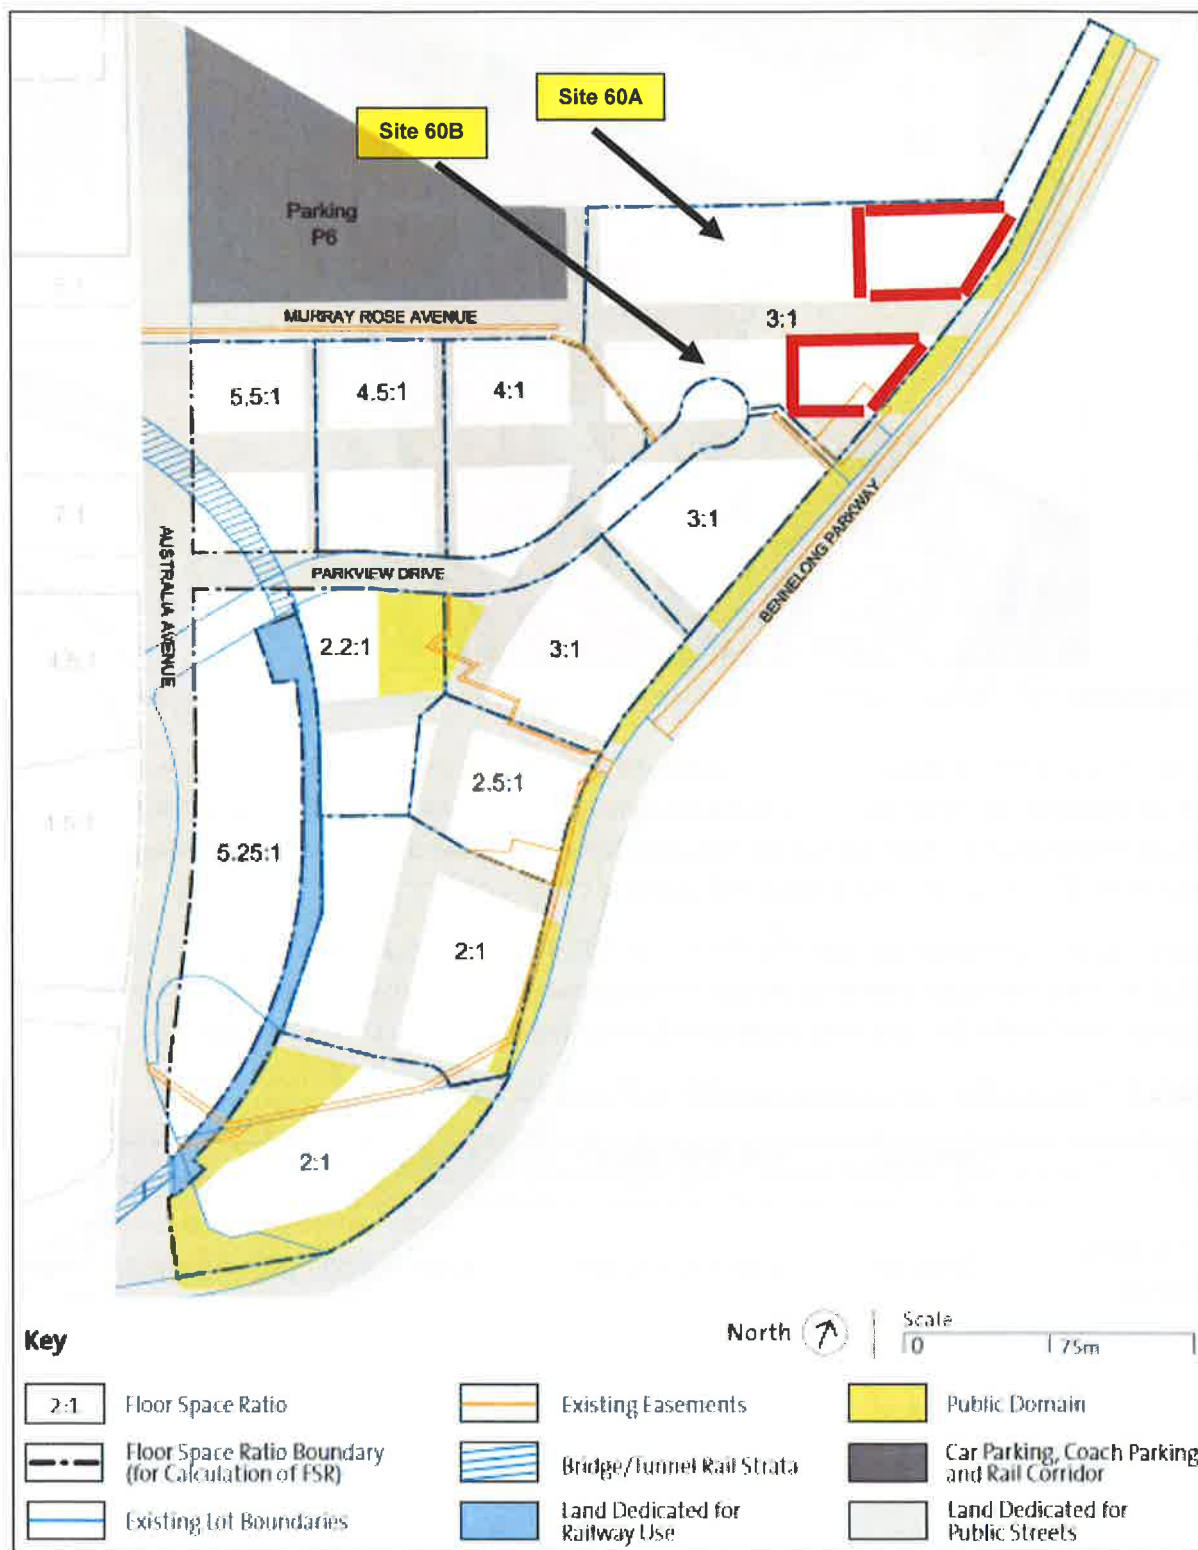 Site 60A
Site 60B
Parking
P6
MURRAY ROSE AVENUE
3:1
5.5:1
4.5:1
4:1
3:1
AUSTRALIA AVENUE
PARKVIEW DRIVE
BENNELONG PARKWAY
2.2:1
3:1
2.5:1
5.25:1
2:1
2:1
Key
North
Scale
0
75m
2:1
Floor Space Ratio
Floor Space Ratio Boundary
(for Calculation of FSR)
Existing Lot Boundaries
Existing Easements
Bridge/Tunnel Rail Strata
Land Dedicated for
Railway Use
Public Domain
Car Parking, Coach Parking
and Rail Corridor
Land Dedicated for
Public Streets